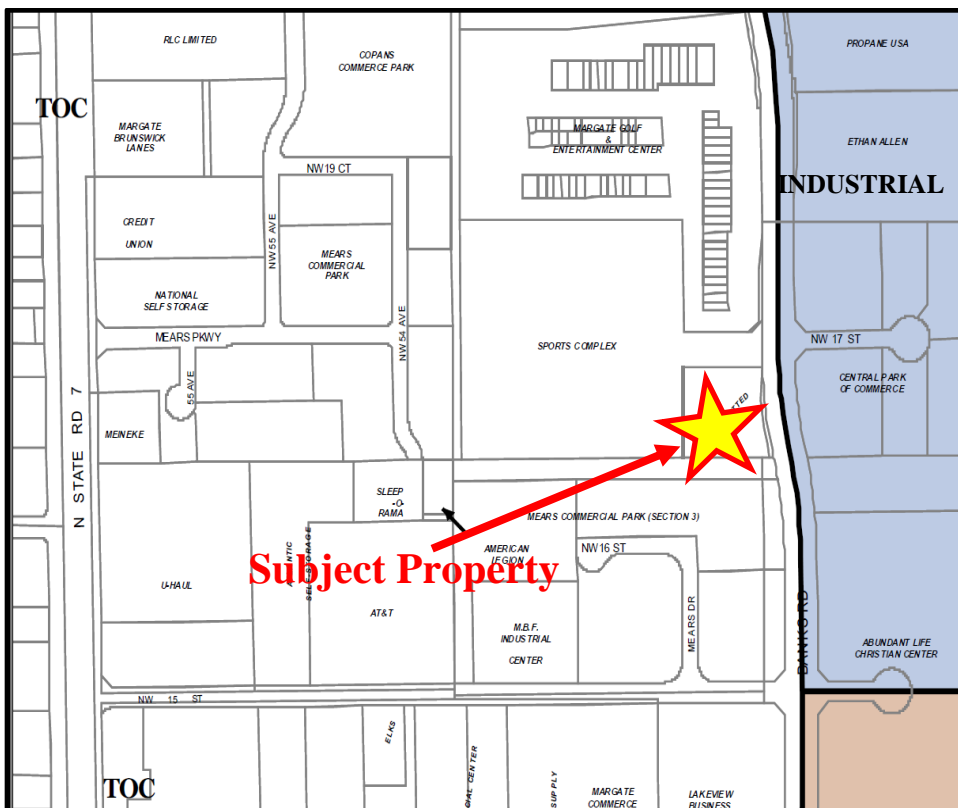 RLC LIMITED
COPANS
COMMERCE PARK
PROPANE USA
TOC
MARGATE
BRUNSWICK
LANES
MARGATE GOLF
&
ENTERTAINMENT CENTER
ETHAN ALLEN
NW 19 CT
INDUSTRIAL
CREDIT
UNION
NW 55 AVE
MEARS
COMMERCIAL
PARK
NATIONAL
SELF STORAGE
NW 54 AVE
MEARS PKWY
SPORTS COMPLEX
NW 17 ST
55 AVE
CENTRAL PARK
OF COMMERCE
N STATE RD 7
MEINEKE
SLEEP
-O-
RAMA
MEARS COMMERCIAL PARK (SECTION 3)
AMERICAN
LEGION
NW 16 ST
Subject Property
SELF STORAGE
U-HAUL
AT&T
M.B.F.
INDUSTRIAL
CENTER
MEARS DR
BANKS RD
ABUNDANT LIFE
CHRISTIAN CENTER
NW 15 ST
ELKS
TOC
CENTER
SUPPLY
MARGATE
COMMERCE
LAKEVIEW
BUSINESS